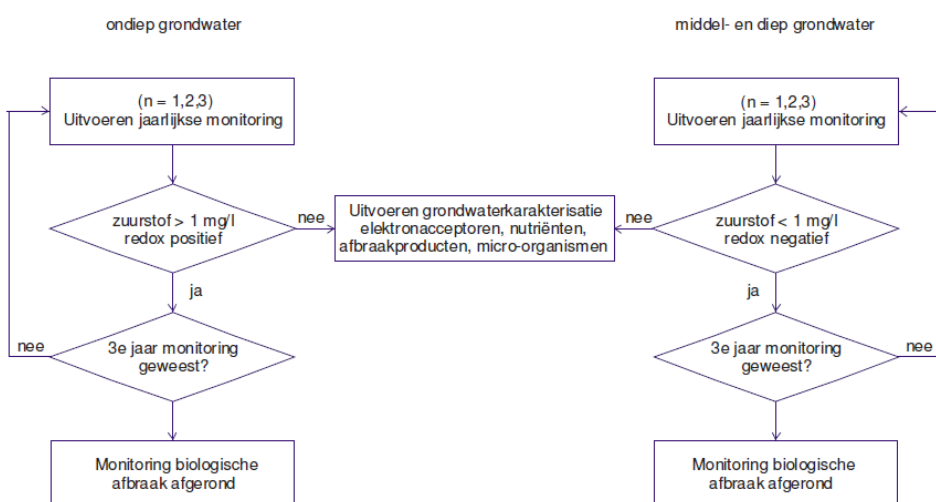 ondiep grondwater
middel- en diep grondwater
(n = 1,2,3)
Uitvoeren jaarlijkse monitoring
(n = 1,2,3)
Uitvoeren jaarlijkse monitoring
zuurstof > 1 mg/l
redox positief
nee
Uitvoeren grondwaterkarakterisatie
elektronacceptoren, nutriënten,
afbraakproducten, micro-organismen
nee
zuurstof < 1 mg/l
redox negatief
ja
ja
nee
3e jaar monitoring
geweest?
3e jaar monitoring
geweest?
nee
Monitoring biologische
afbraak afgerond
Monitoring biologische
afbraak afgerond